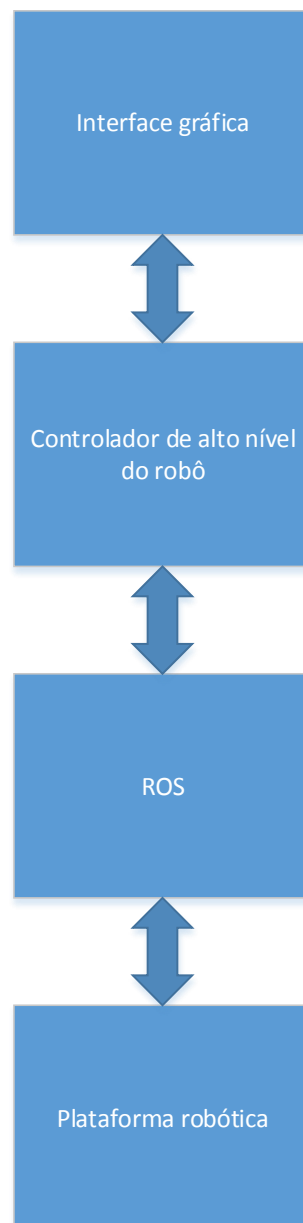 Interface gráfica
Controlador de alto nível
do robô
ROS
Plataforma robótica